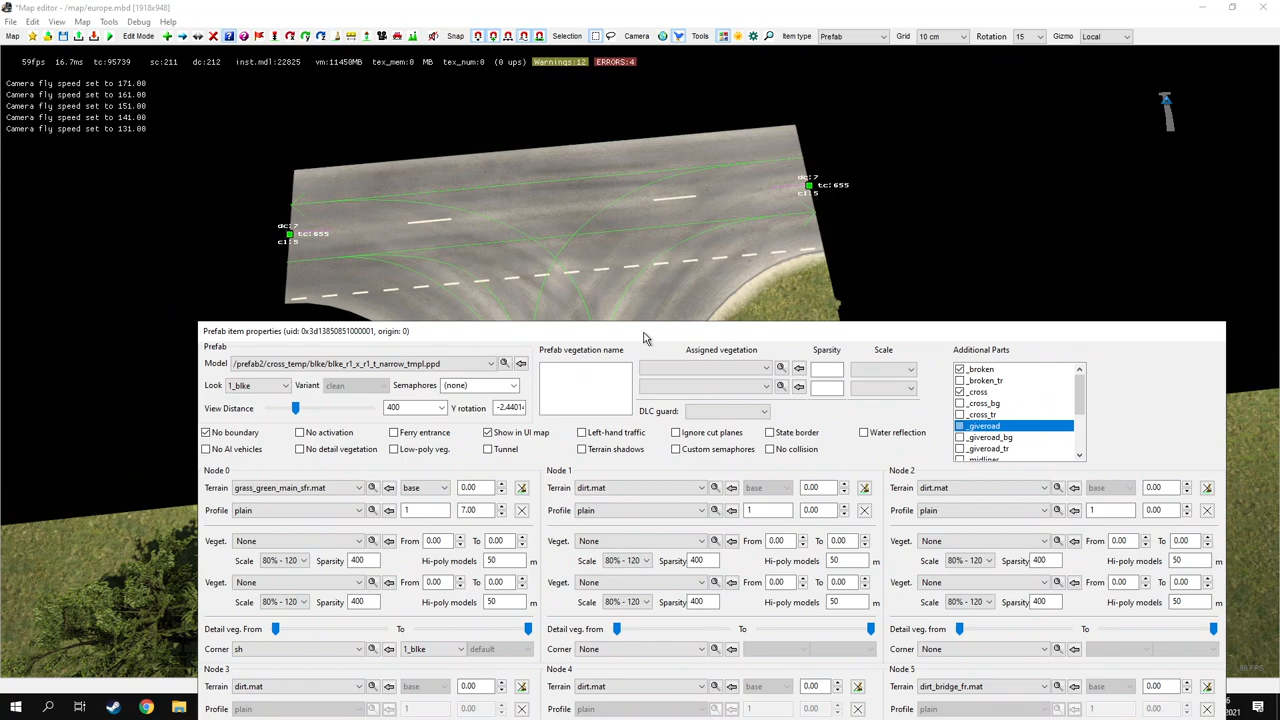 *Map editor - /map/europe.mbd [1918x948]
File Edit View Map Tools Debug Help
Map Edit Mode Snap Selection Camera Tools Item type Prefab Grid 10 cm Rotation 15 Gizmo Local
59fps 16.7ms tc:95739 sc:211 dc:212 inst.mdl:22825 vm:11450MB tex_mem:0 MB tex_num:0 (0 ups) Warnings:12 ERRORS:4
Camera fly speed set to 171.00
Camera fly speed set to 161.00
Camera fly speed set to 151.00
Camera fly speed set to 141.00
Camera fly speed set to 131.00
dc:7
tc:655
cl:5
dc:7
tc:655
cl:5
Prefab item properties (uid: 0x3d13850851000001, origin: 0)
Prefab Prefab vegetation name Assigned vegetation Sparsity Scale Additional Parts
Model /prefab2/cross_temp/blke/blke_r1_x_r1_t_narrow_tmpl.ppd
Look 1_blke Variant clean Semaphores (none)
View Distance 400 Y rotation
DLC guard:
_broken
_broken_tr
_cross
_cross_bg
_cross_tr
_giveroad
_giveroad_bg
_giveroad_tr
_midlines
No boundary No activation Ferry entrance Show in UI map Left-hand traffic Ignore cut planes State border Water reflection
No AI vehicles No detail vegetation Low-poly veg. Tunnel Terrain shadows Custom semaphores No collision
Node 0 Node 1 Node 2
Terrain grass_green_main_sfr.mat base 0.00 Terrain dirt.mat base 0.00 Terrain dirt.mat base 0.00
Profile plain 1 7.00 Profile plain 1 0.00 Profile plain 1 0.00
Veget. None From 0.00 To 0.00 Veget. None From 0.00 To 0.00 Veget. None From 0.00 To 0.00
Scale 80% - 120 Sparsity 400 Hi-poly models 50 m Scale 80% - 120 Sparsity 400 Hi-poly models 50 m Scale 80% - 120 Sparsity 400 Hi-poly models 50 m
Veget. None From 0.00 To 0.00 Veget. None From 0.00 To 0.00 Veget. None From 0.00 To 0.00
Scale 80% - 120 Sparsity 400 Hi-poly models 50 m Scale 80% - 120 Sparsity 400 Hi-poly models 50 m Scale 80% - 120 Sparsity 400 Hi-poly models 50 m
Detail veg. From To Detail veg. from To Detail veg. from To
Corner sh 1_blke default Corner None Corner None
Node 3 Node 4 Node 5
Terrain dirt.mat base 0.00 Terrain dirt.mat base 0.00 Terrain dirt_bridge_fr.mat base 0.00
Profile plain 1 0.00 Profile plain 1 0.00 Profile plain 1 0.00